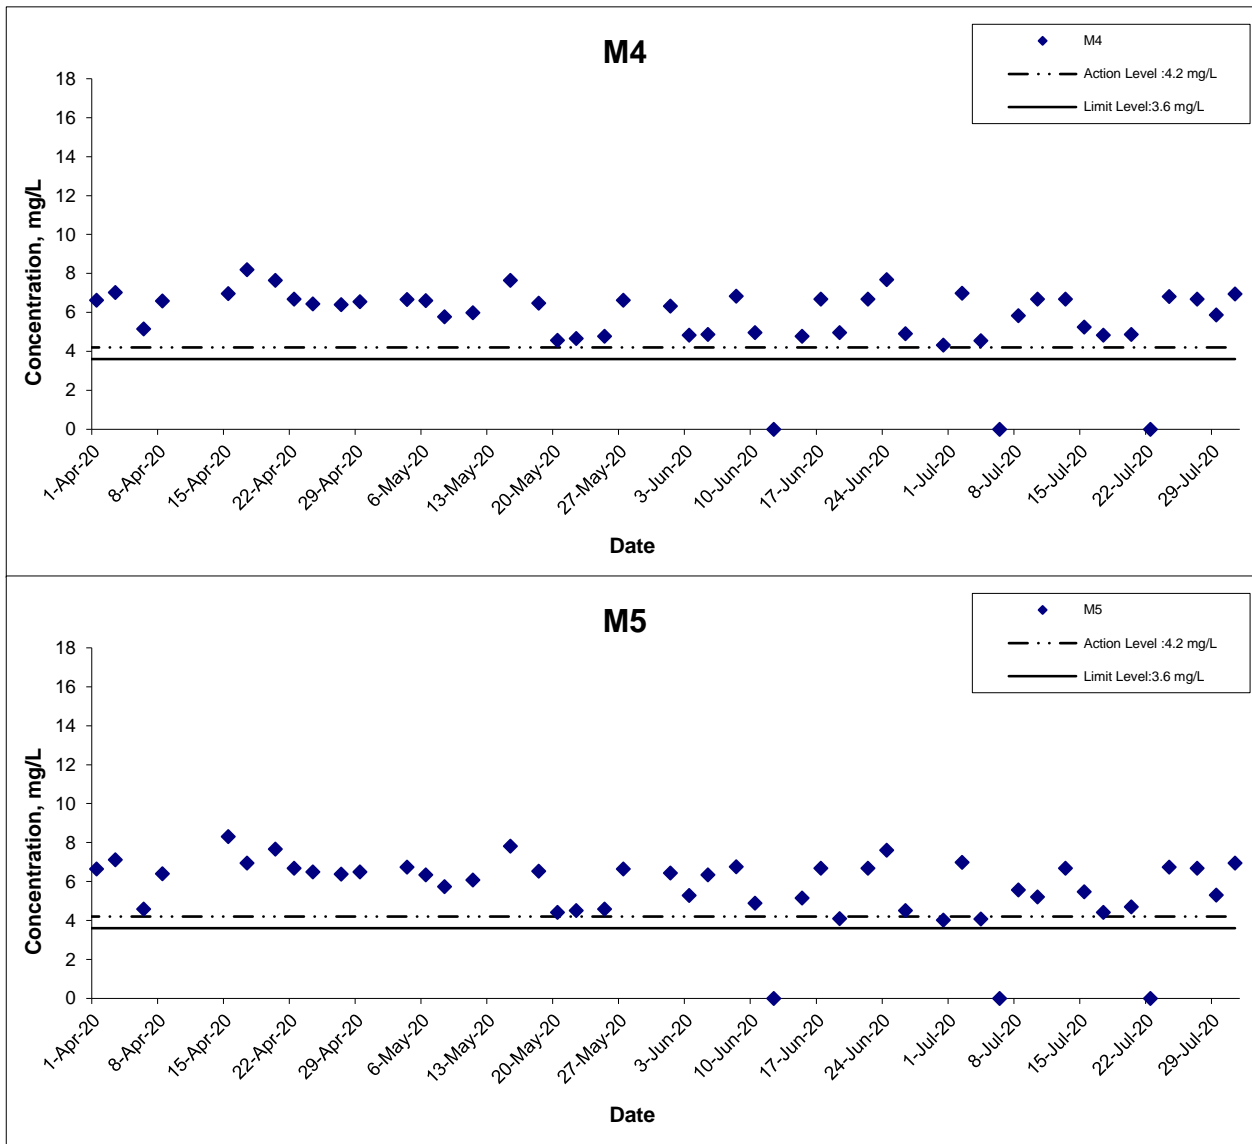 M4
M4
Action Level :4.2 mg/L
Limit Level:3.6 mg/L
Concentration, mg/L
18
16
14
12
10
8
6
4
2
0
1-Apr-20
8-Apr-20
15-Apr-20
22-Apr-20
29-Apr-20
6-May-20
13-May-20
20-May-20
27-May-20
3-Jun-20
10-Jun-20
17-Jun-20
24-Jun-20
1-Jul-20
8-Jul-20
15-Jul-20
22-Jul-20
29-Jul-20
Date
M5
M5
Action Level :4.2 mg/L
Limit Level:3.6 mg/L
Concentration, mg/L
18
16
14
12
10
8
6
4
2
0
1-Apr-20
8-Apr-20
15-Apr-20
22-Apr-20
29-Apr-20
6-May-20
13-May-20
20-May-20
27-May-20
3-Jun-20
10-Jun-20
17-Jun-20
24-Jun-20
1-Jul-20
8-Jul-20
15-Jul-20
22-Jul-20
29-Jul-20
Date